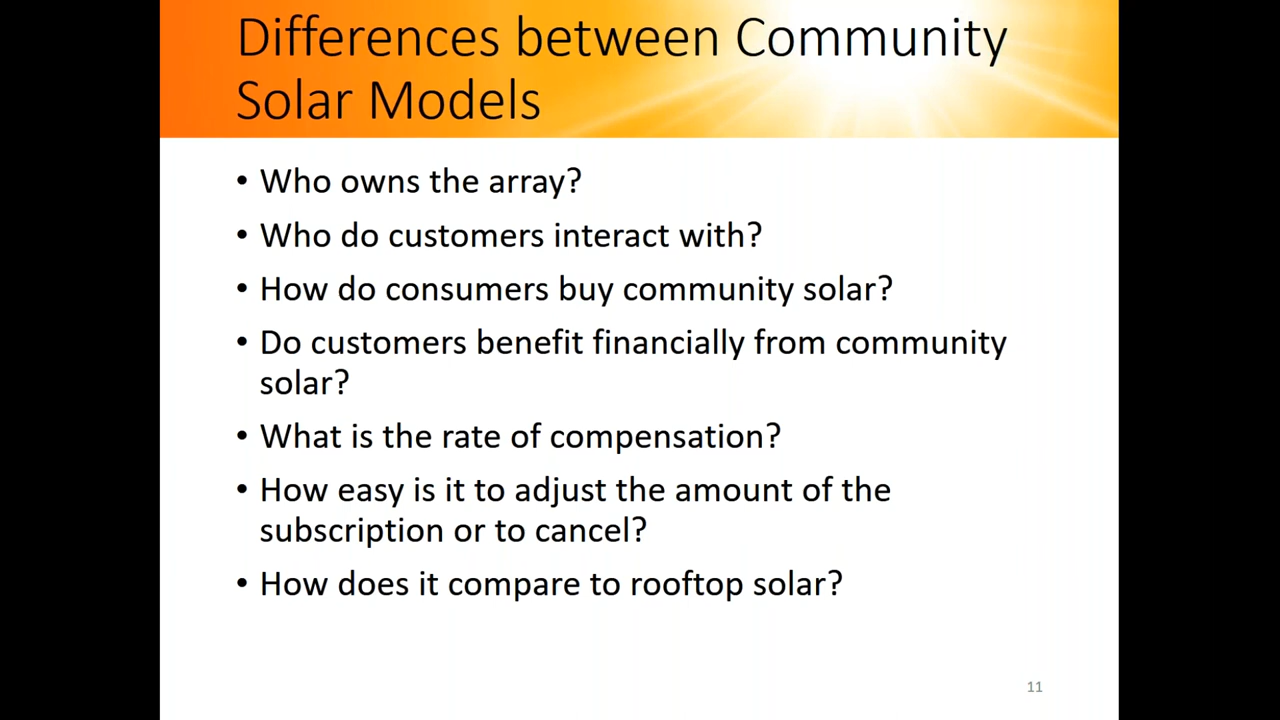 Differences between Community
Solar Models
• Who owns the array?
• Who do customers interact with?
• How do consumers buy community solar?
• Do customers benefit financially from community
solar?
• What is the rate of compensation?
• How easy is it to adjust the amount of the
subscription or to cancel?
• How does it compare to rooftop solar?
11